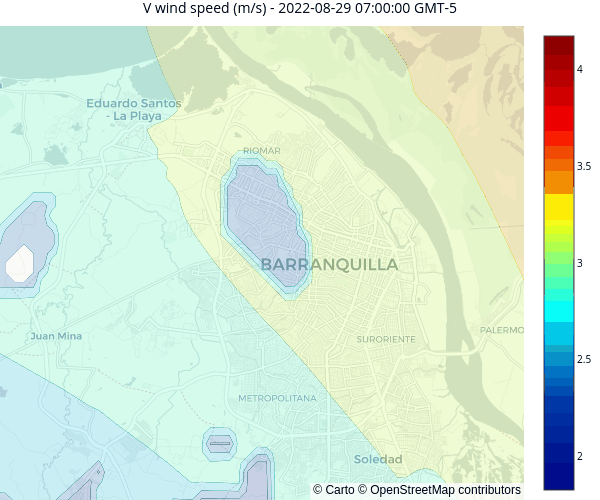 V wind speed (m/s) - 2022-08-29 07:00:00 GMT-5
Eduardo Santos
- La Playa
RIOMAR
BARRANQUILLA
Juan Mina
SURORIENTE
PALERMO
METROPOLITANA
Soledad
4
3.5
3
2.5
2
© Carto © OpenStreetMap contributors